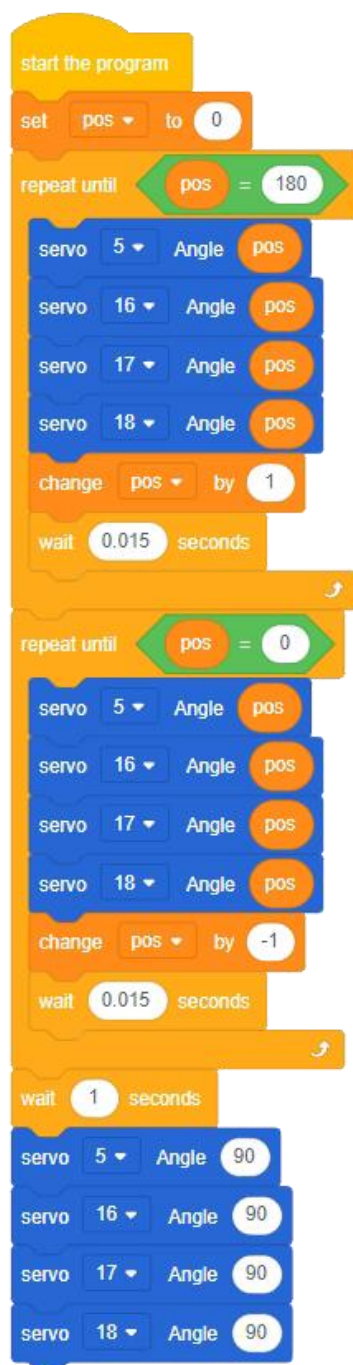 start the program
set pos to 0
repeat until pos = 180
servo 5 Angle pos
servo 16 Angle pos
servo 17 Angle pos
servo 18 Angle pos
change pos by 1
wait 0.015 seconds
repeat until pos = 0
servo 5 Angle pos
servo 16 Angle pos
servo 17 Angle pos
servo 18 Angle pos
change pos by -1
wait 0.015 seconds
wait 1 seconds
servo 5 Angle 90
servo 16 Angle 90
servo 17 Angle 90
servo 18 Angle 90